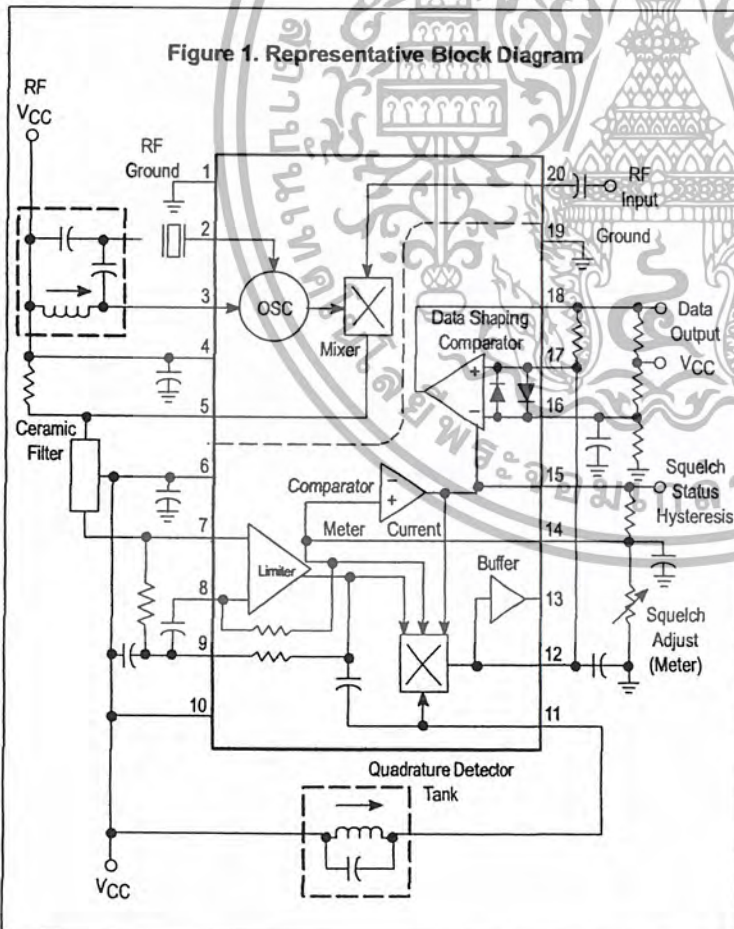 Figure 1. Representative Block Diagram
RF
VCC
RF
Ground
1
2
3
4
5
6
7
8
9
10
OSC
Mixer
20
RF
Input
19
Ground
18
Data
Output
Data Shaping
Comparator
17
VCC
16
+
−
Ceramic
Filter
15
Squelch
Status
Hysteresis
Comparator
−
+
Meter
Current
14
Limiter
Buffer
13
Squelch
Adjust
(Meter)
12
11
Quadrature Detector
Tank
VCC